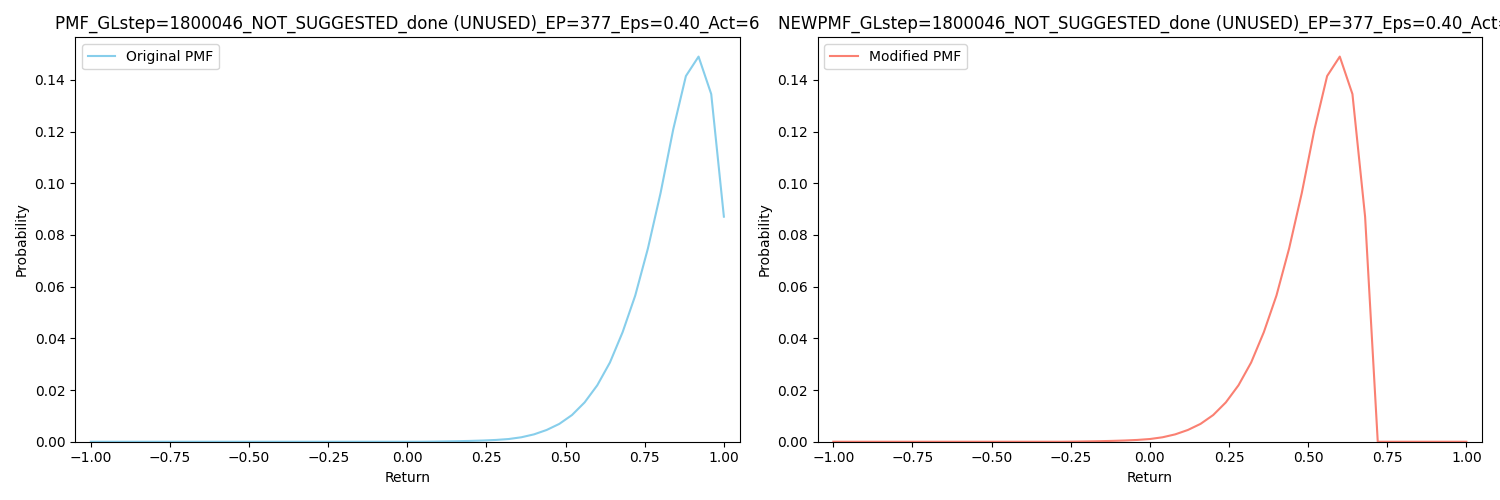 PMF_GLstep=1800046_NOT_SUGGESTED_done (UNUSED)_EP=377_Eps=0.40_Act=6
Original PMF
0.14
0.12
0.10
0.08
0.06
0.04
0.02
0.00
Probability
−1.00 −0.75 −0.50 −0.25 0.00 0.25 0.50 0.75 1.00
Return
NEWPMF_GLstep=1800046_NOT_SUGGESTED_done (UNUSED)_EP=377_Eps=0.40_Act=
Modified PMF
0.14
0.12
0.10
0.08
0.06
0.04
0.02
0.00
Probability
−1.00 −0.75 −0.50 −0.25 0.00 0.25 0.50 0.75 1.00
Return